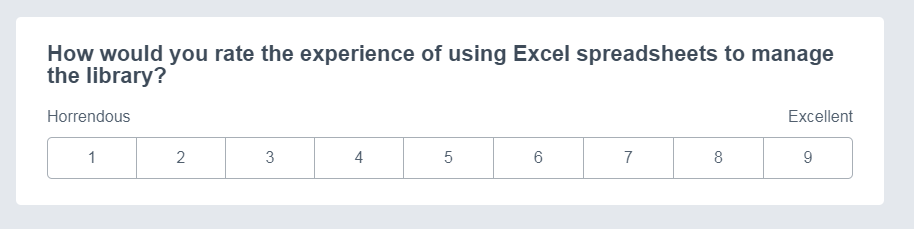 How would you rate the experience of using Excel spreadsheets to manage
the library?
Horrendous Excellent
1 2 3 4 5 6 7 8 9